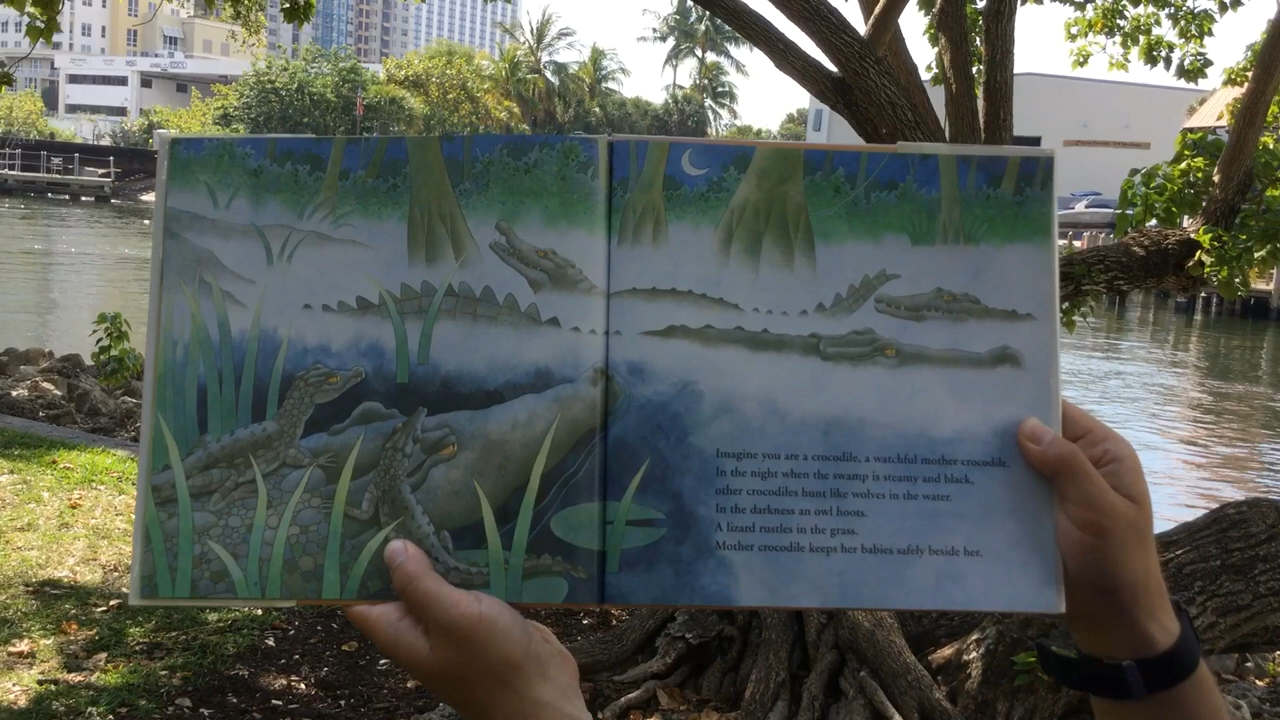 Imagine you are a crocodile, a watchful mother crocodile.
In the night when the swamp is steamy and black,
other crocodiles hunt like wolves in the water.
In the darkness an owl hoots.
A lizard rustles in the grass.
Mother crocodile keeps her babies safely beside her.